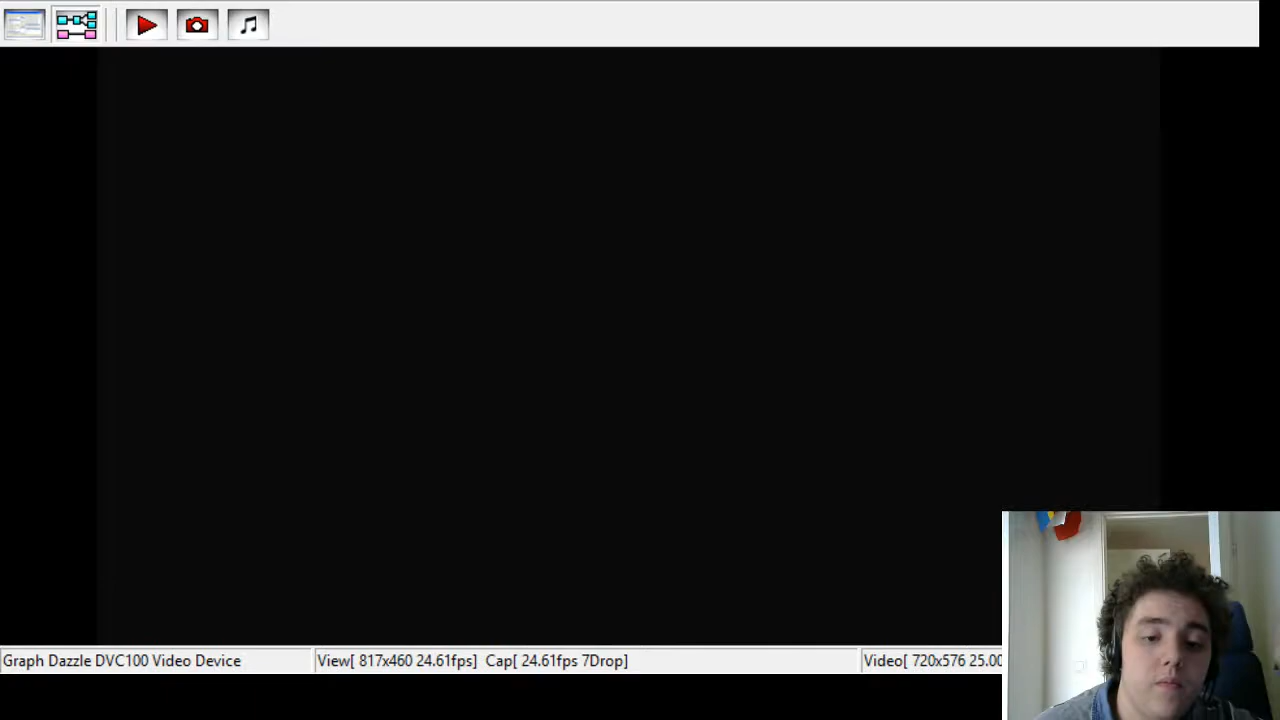 Graph Dazzle DVC100 Video Device
View[ 817x460 24.61fps] Cap[ 24.61fps 7Drop]
Video[ 720x576 25.00